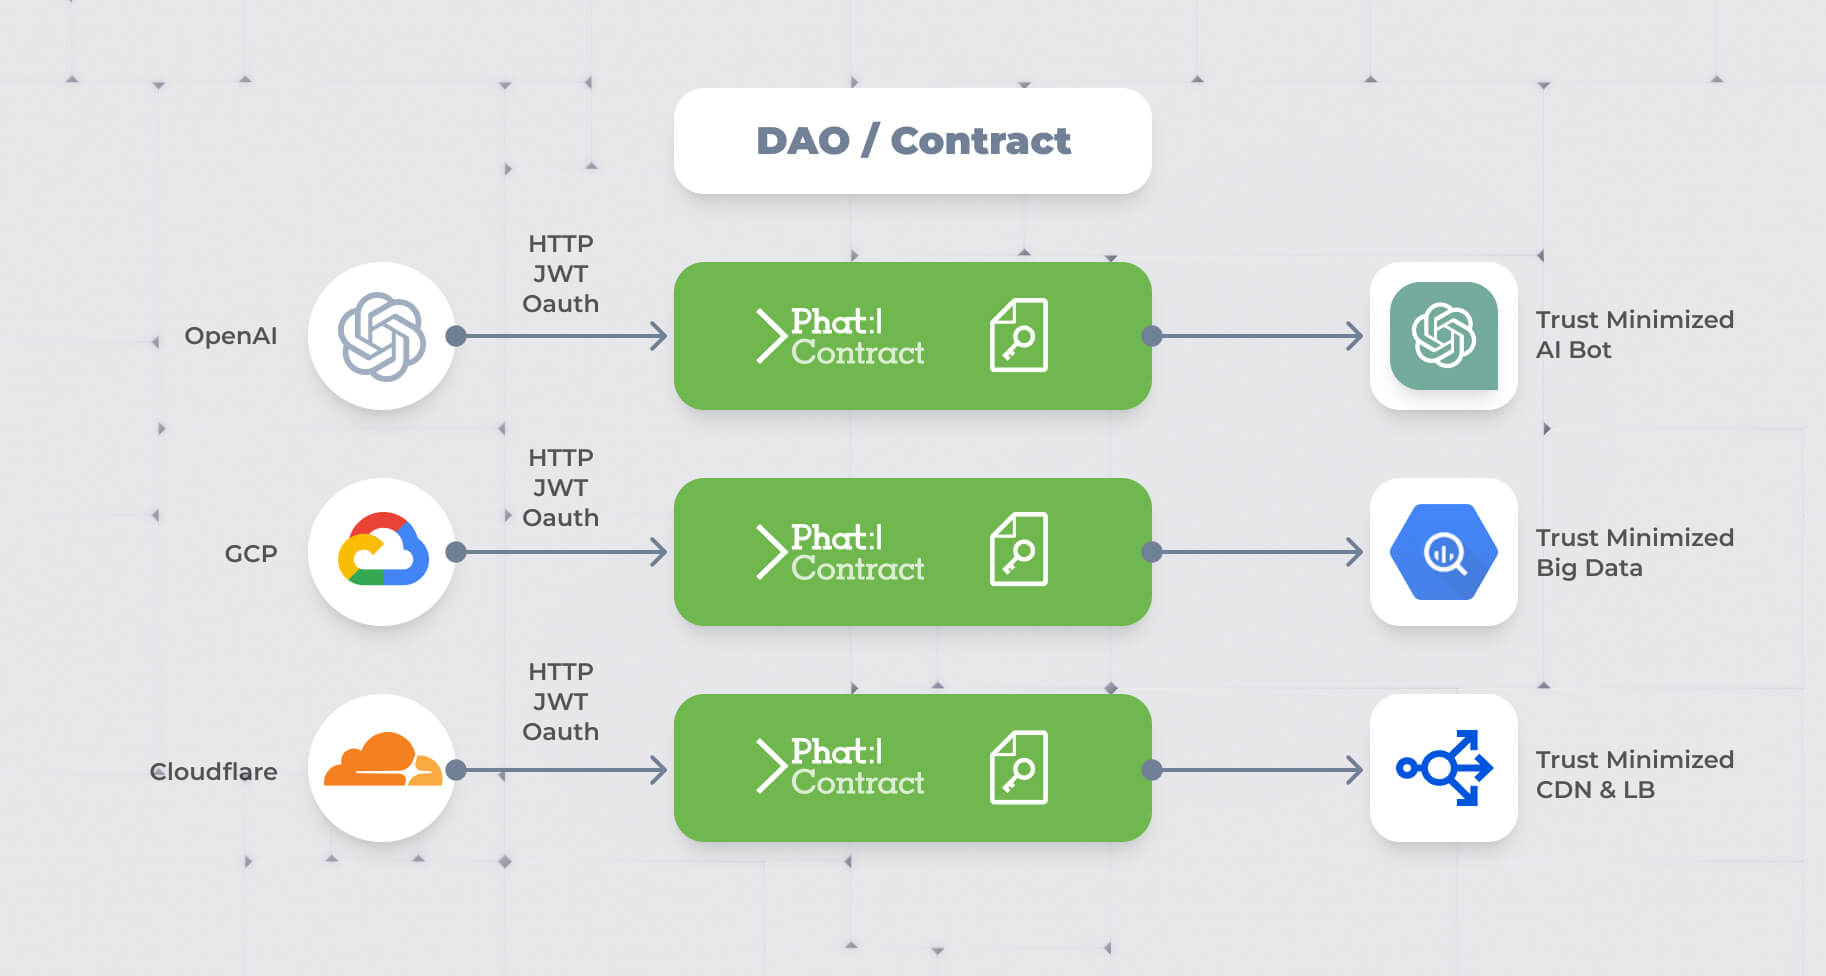 DAO / Contract
HTTP
JWT
Oauth
OpenAI
Phat:|
Contract
Trust Minimized
AI Bot
HTTP
JWT
Oauth
GCP
Phat:|
Contract
Trust Minimized
Big Data
HTTP
JWT
Oauth
Cloudflare
Phat:|
Contract
Trust Minimized
CDN & LB